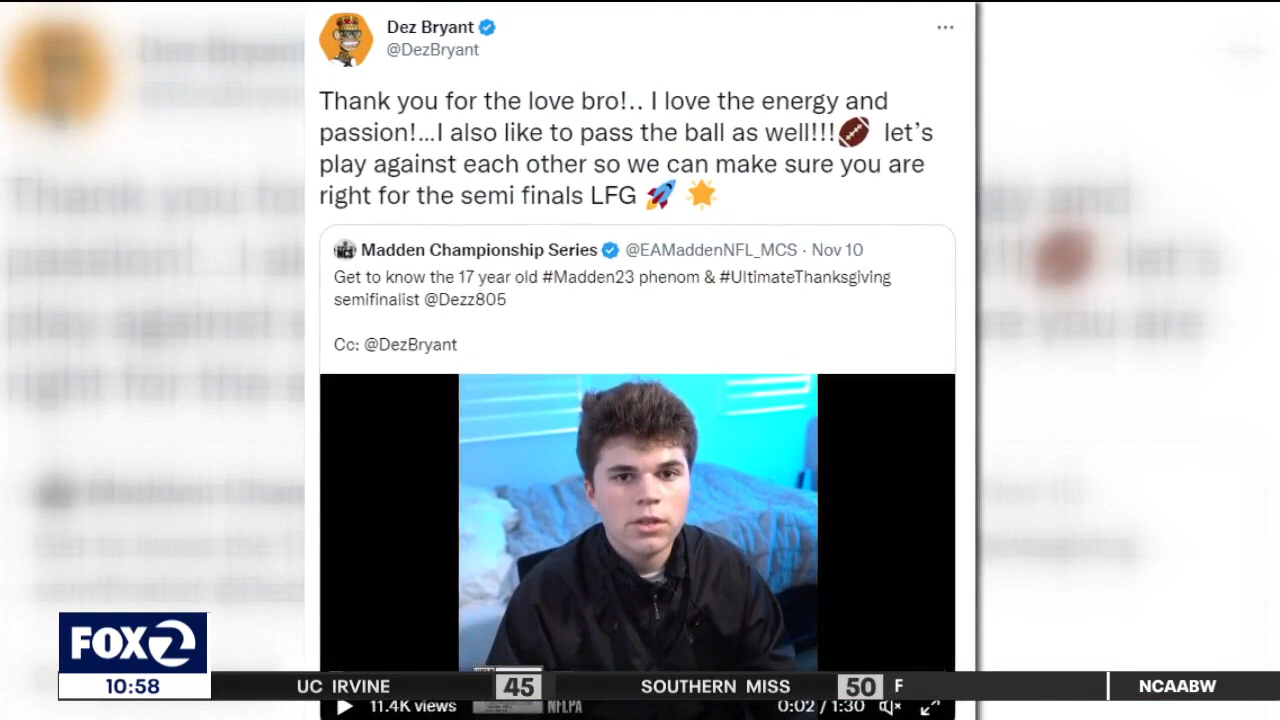 Dez Bryant
@DezBryant
Thank you for the love bro!.. I love the energy and
passion!...I also like to pass the ball as well!!!🏈 let's
play against each other so we can make sure you are
right for the semi finals LFG 🚀 🌟
MCS Madden Championship Series @EAMaddenNFL_MCS · Nov 10
Get to know the 17 year old #Madden23 phenom & #UltimateThanksgiving
semifinalist @Dezz805
Cc: @DezBryant
11.4K views
NFLPA
0:02 / 1:30
FOX 2
10:58
UC IRVINE 45 SOUTHERN MISS 50 F NCAABW